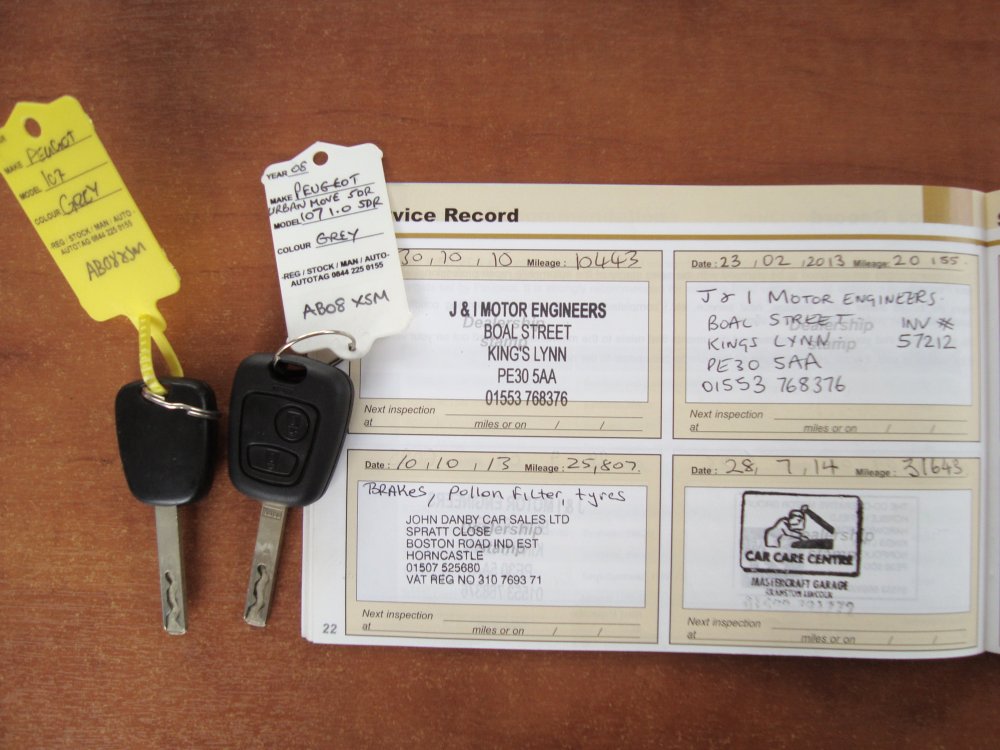 MAKE PEUGEOT
MODEL 107
COLOUR GREY
REG / STOCK / MAN / AUTO
AUTOTAG 0844 225 0155
AB08XSM
YEAR 08
MAKE PEUGEOT
URBAN MOVE 5DR
MODEL 107 1.0 5DR
COLOUR GREY
REG / STOCK / MAN / AUTO
AUTOTAG 0844 225 0155
AB08 XSM
vice Record
30, 10, 10 Mileage: 10443
J & I MOTOR ENGINEERS
BOAL STREET
KING'S LYNN
PE30 5AA
01553 768376
Next inspection
at miles or on / /
Date: 23, 02, 2013 Mileage: 20 155.
J & I MOTOR ENGINEERS.
BOAL STREET. INV *
KINGS LYNN 57212
PE30 5AA
01553 768376
Dealership
stamp
Next inspection
at miles or on / /
Date: 10, 10, 13 Mileage: 25,807.
BRAKES, Pollon filter, tyres
JOHN DANBY CAR SALES LTD
SPRATT CLOSE
BOSTON ROAD IND EST
HORNCASTLE
01507 525680
VAT REG NO 310 7693 71
Dealership
stamp
Next inspection
at miles or on / /
Date: 28, 7, 14 Mileage: 31643
CAR CARE CENTRE
MASTERCRAFT GARAGE
Next inspection
at miles or on / /
22